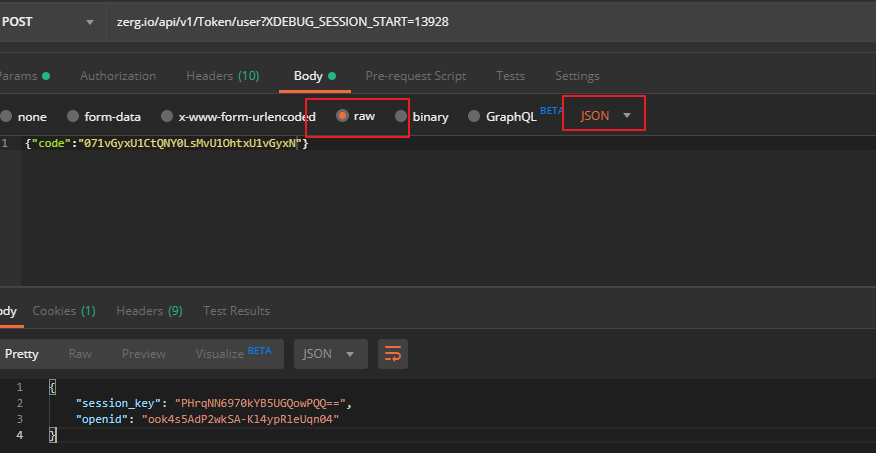 POST zerg.io/api/v1/Token/user?XDEBUG_SESSION_START=13928
Params Authorization Headers (10) Body Pre-request Script Tests Settings
none form-data x-www-form-urlencoded raw binary GraphQL BETA JSON
1 {"code":"071vGyxU1CtQNY0LsMvU1OhtxU1vGyxN"}
ody Cookies (1) Headers (9) Test Results
Pretty Raw Preview Visualize BETA JSON
1 {
2 "session_key": "PHrqNN6970kYB5UGQowPQQ==",
3 "openid": "ook4s5AdP2wkSA-Kl4ypRleUqn04"
4 }